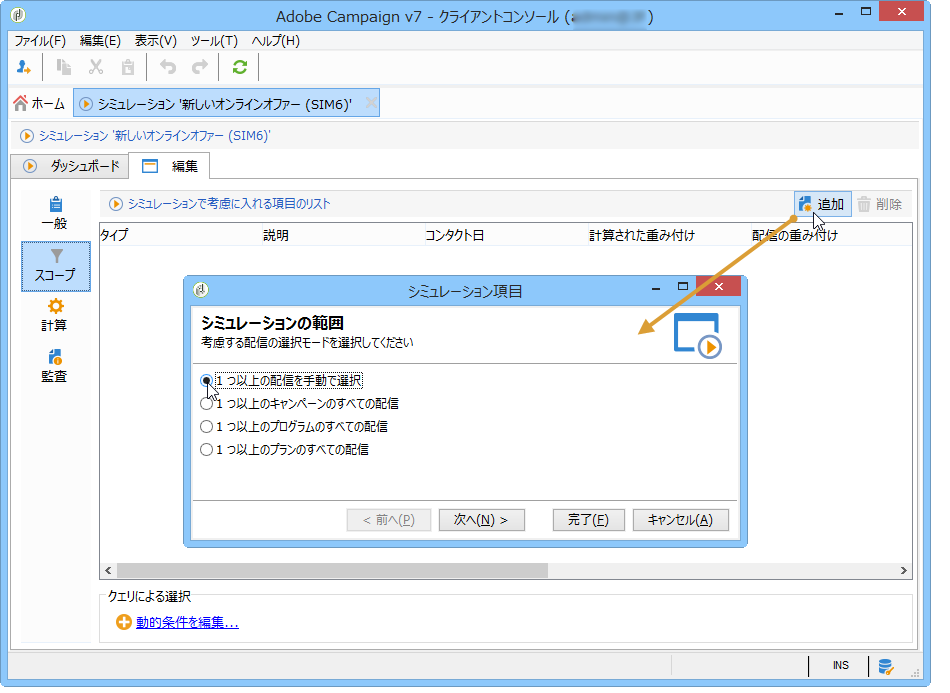 Adobe Campaign v7 - クライアントコンソール (
)
ファイル(F) 編集(E) 表示(V) ツール(T) ヘルプ(H)
ホーム シミュレーション '新しいオンラインオファー (SIM6)'
シミュレーション '新しいオンラインオファー (SIM6)'
ダッシュボード 編集
一般
スコープ
計算
監査
シミュレーションで考慮に入れる項目のリスト 追加 削除
タイプ 説明 コンタクト日 計算された重み付け 配信の重み付け
シミュレーション項目
シミュレーションの範囲
考慮する配信の選択モードを選択してください
1 つ以上の配信を手動で選択
1 つ以上のキャンペーンのすべての配信
1 つ以上のプログラムのすべての配信
1 つ以上のプランのすべての配信
< 前へ(P) 次へ(N) > 完了(F) キャンセル(A)
クエリによる選択
動的条件を編集...
INS